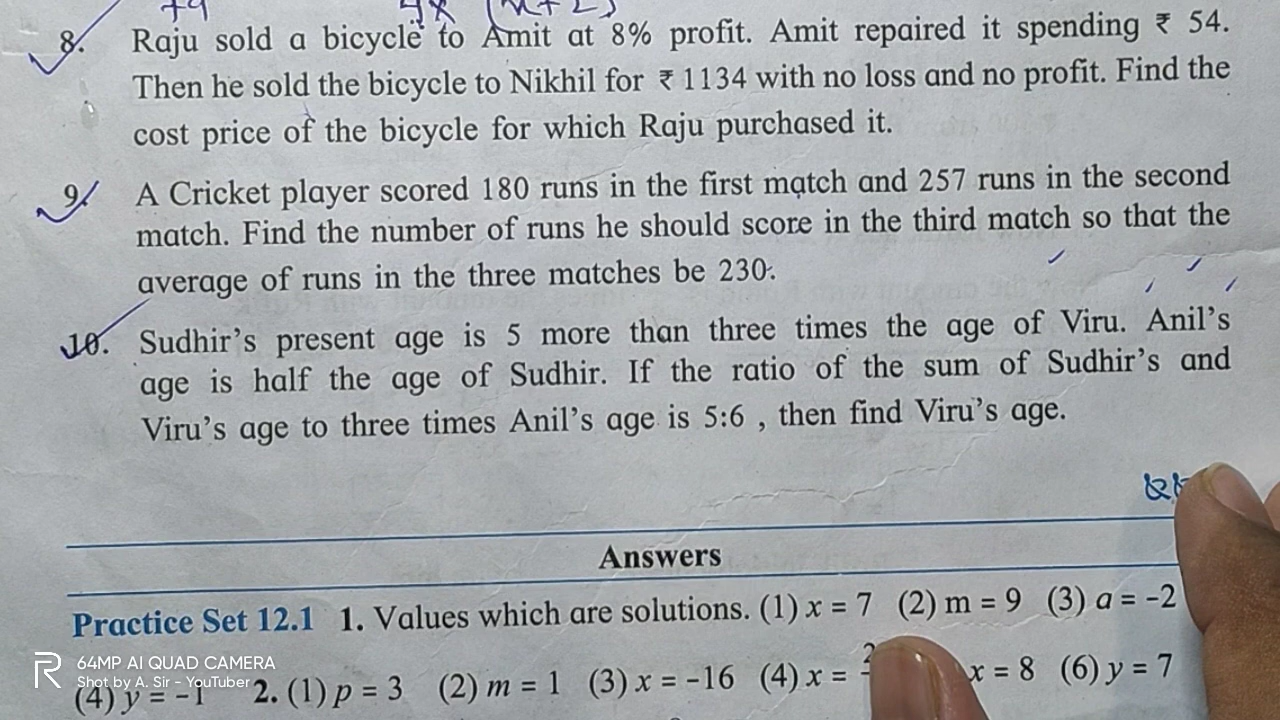 8. Raju sold a bicycle to Amit at 8% profit. Amit repaired it spending ₹ 54.
Then he sold the bicycle to Nikhil for ₹ 1134 with no loss and no profit. Find the
cost price of the bicycle for which Raju purchased it.
9. A Cricket player scored 180 runs in the first match and 257 runs in the second
match. Find the number of runs he should score in the third match so that the
average of runs in the three matches be 230.
10. Sudhir's present age is 5 more than three times the age of Viru. Anil's
age is half the age of Sudhir. If the ratio of the sum of Sudhir's and
Viru's age to three times Anil's age is 5:6 , then find Viru's age.
Answers
Practice Set 12.1 1. Values which are solutions. (1) x = 7 (2) m = 9 (3) a = -2
(4) y = -1 2. (1) p = 3 (2) m = 1 (3) x = -16 (4) x = x = 8 (6) y = 7
64MP AI QUAD CAMERA
Shot by A. Sir - YouTuber